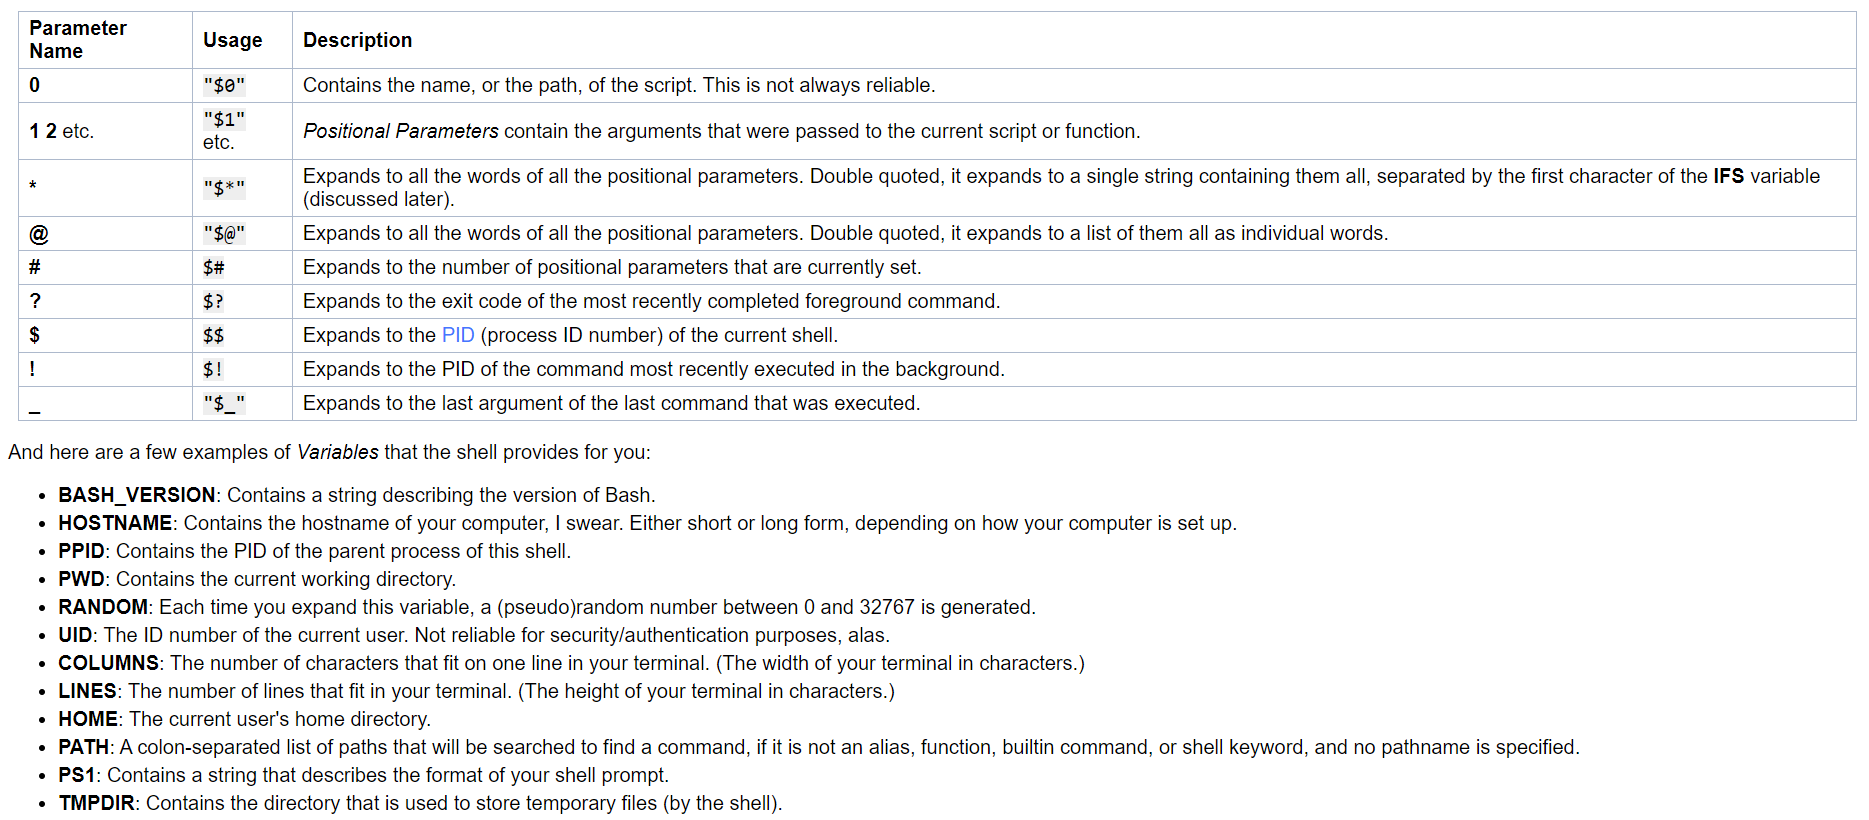 Parameter Name Usage Description
0 "$0" Contains the name, or the path, of the script. This is not always reliable.
1 2 etc. "$1" etc. Positional Parameters contain the arguments that were passed to the current script or function.
* "$*" Expands to all the words of all the positional parameters. Double quoted, it expands to a single string containing them all, separated by the first character of the IFS variable
(discussed later).
@ "$@" Expands to all the words of all the positional parameters. Double quoted, it expands to a list of them all as individual words.
# $# Expands to the number of positional parameters that are currently set.
? $? Expands to the exit code of the most recently completed foreground command.
$ $$ Expands to the PID (process ID number) of the current shell.
! $! Expands to the PID of the command most recently executed in the background.
_ "$_" Expands to the last argument of the last command that was executed.
And here are a few examples of Variables that the shell provides for you:
• BASH_VERSION: Contains a string describing the version of Bash.
• HOSTNAME: Contains the hostname of your computer, I swear. Either short or long form, depending on how your computer is set up.
• PPID: Contains the PID of the parent process of this shell.
• PWD: Contains the current working directory.
• RANDOM: Each time you expand this variable, a (pseudo)random number between 0 and 32767 is generated.
• UID: The ID number of the current user. Not reliable for security/authentication purposes, alas.
• COLUMNS: The number of characters that fit on one line in your terminal. (The width of your terminal in characters.)
• LINES: The number of lines that fit in your terminal. (The height of your terminal in characters.)
• HOME: The current user's home directory.
• PATH: A colon-separated list of paths that will be searched to find a command, if it is not an alias, function, builtin command, or shell keyword, and no pathname is specified.
• PS1: Contains a string that describes the format of your shell prompt.
• TMPDIR: Contains the directory that is used to store temporary files (by the shell).